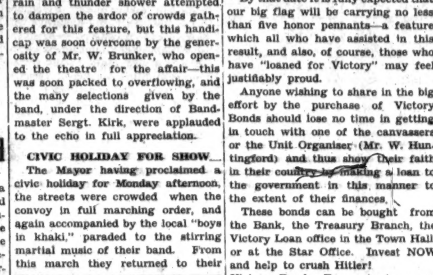 rain and thunder shower attempted
to dampen the ardor of crowds gath-
ered for this feature, but this handi-
cap was soon overcome by the gener-
osity of Mr. W. Brunker, who open-
ed the theatre for the affair—this
was soon packed to overflowing, and
the many selections given by the
band, under the direction of Band-
master Sergt. Kirk, were applauded
to the echo in full appreciation.
CIVIC HOLIDAY FOR SHOW
The Mayor having proclaimed a
civic holiday for Monday afternoon,
the streets were crowded when the
convoy in full marching order, and
again accompanied by the local "boys
in khaki," paraded to the stirring
martial music of their band. From
this march they returned to their
our big flag will be carrying no less
than five honor pennants—a feature
which all who have assisted in this
result, and also, of course, those who
have "loaned for Victory" may feel
justifiably proud.
Anyone wishing to share in the big
effort by the purchase of Victory
Bonds should lose no time in getting
in touch with one of the canvassers
or the Unit Organiser (Mr. W. Hun-
tingford) and thus show their faith
in their country by making a loan to
the government in this manner to
the extent of their finances.
These bonds can be bought from
the Bank, the Treasury Branch, the
Victory Loan office in the Town Hall
or at the Star Office. Invest NOW
and help to crush Hitler!